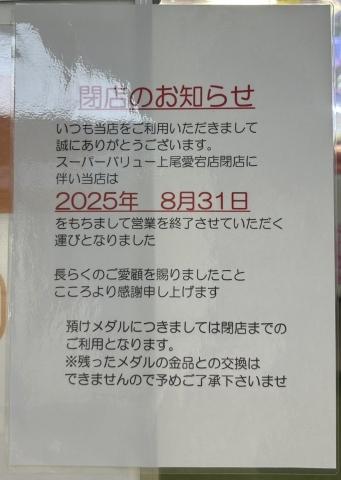 閉店のお知らせ
いつも当店をご利用いただきまして
誠にありがとうございます。
スーパーバリュー上尾愛宕店閉店に
伴い当店は
2025年 8月31日
をもちまして営業を終了させていただく
運びとなりました
長らくのご愛顧を賜りましたこと
こころより感謝申し上げます
預けメダルにつきましては閉店までの
ご利用となります。
※残ったメダルの金品との交換は
できませんので予めご了承下さいませ